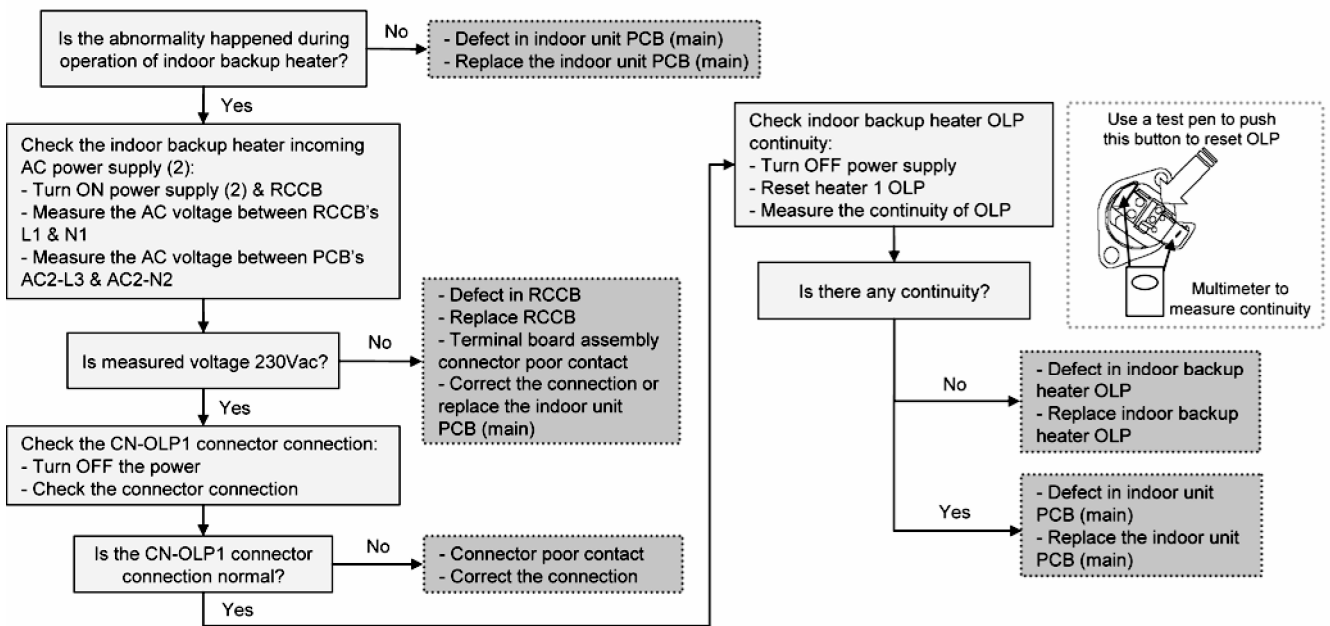 Is the abnormality happened during
operation of indoor backup heater?
No
- Defect in indoor unit PCB (main)
- Replace the indoor unit PCB (main)
Yes
Check the indoor backup heater incoming
AC power supply (2):
- Turn ON power supply (2) & RCCB
- Measure the AC voltage between RCCB's
L1 & N1
- Measure the AC voltage between PCB's
AC2-L3 & AC2-N2
Is measured voltage 230Vac?
No
- Defect in RCCB
- Replace RCCB
- Terminal board assembly
connector poor contact
- Correct the connection or
replace the indoor unit
PCB (main)
Yes
Check the CN-OLP1 connector connection:
- Turn OFF the power
- Check the connector connection
Is the CN-OLP1 connector
connection normal?
No
- Connector poor contact
- Correct the connection
Yes
Check indoor backup heater OLP
continuity:
- Turn OFF power supply
- Reset heater 1 OLP
- Measure the continuity of OLP
Use a test pen to push
this button to reset OLP
Multimeter to
measure continuity
Is there any continuity?
No
- Defect in indoor backup
heater OLP
- Replace indoor backup
heater OLP
Yes
- Defect in indoor unit
PCB (main)
- Replace the indoor unit
PCB (main)